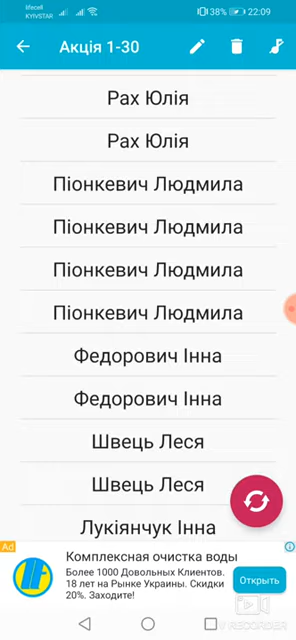 lifecell
KYIVSTAR
38%
22:09
Акція 1-30
Рах Юлія
Рах Юлія
Піонкевич Людмила
Піонкевич Людмила
Піонкевич Людмила
Піонкевич Людмила
Федорович Інна
Федорович Інна
Швець Леся
Швець Леся
Лукіянчук Інна
Ad
Комплексная очистка воды
Более 1000 Довольных Клиентов.
18 лет на Рынке Украины. Скидки
20%. Заходите!
Открыть
V RECORDER